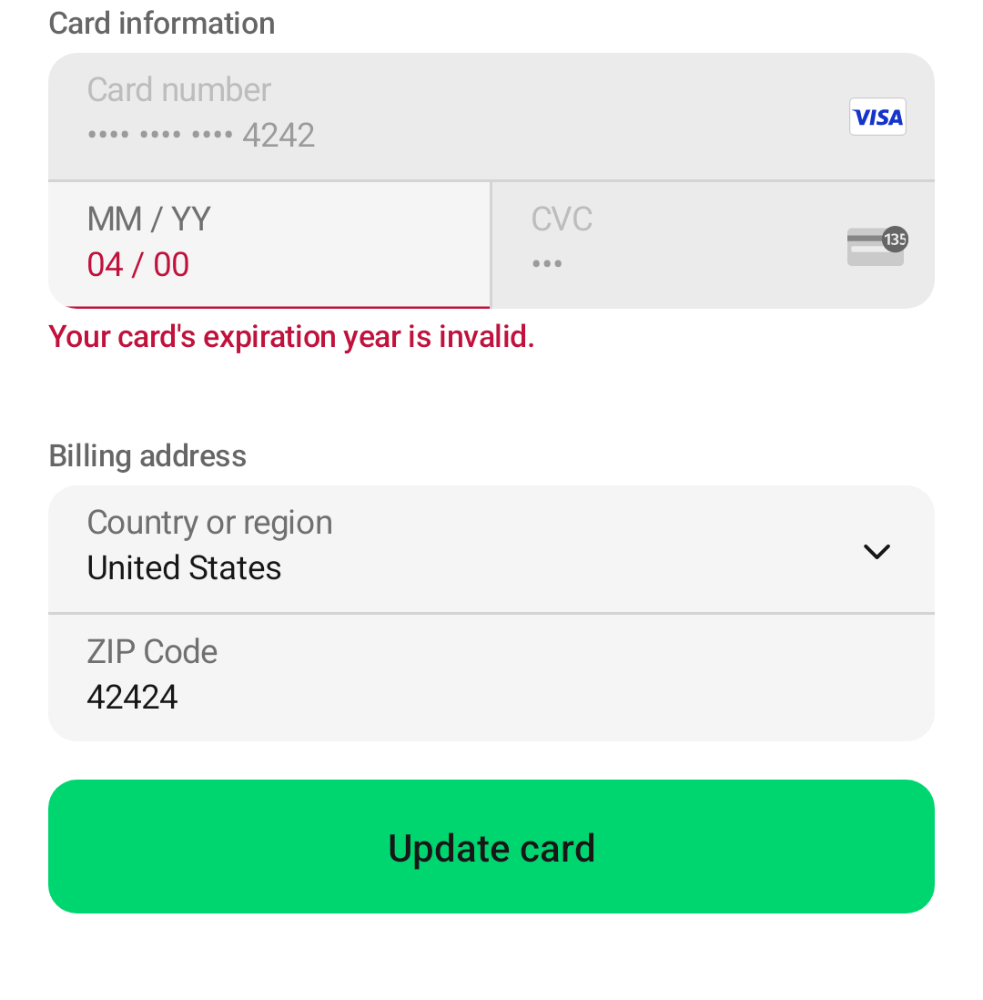 Card information
Card number
•••• •••• •••• 4242
VISA
MM / YY
04 / 00
CVC
•••
135
Your card's expiration year is invalid.
Billing address
Country or region
United States
ZIP Code
42424
Update card